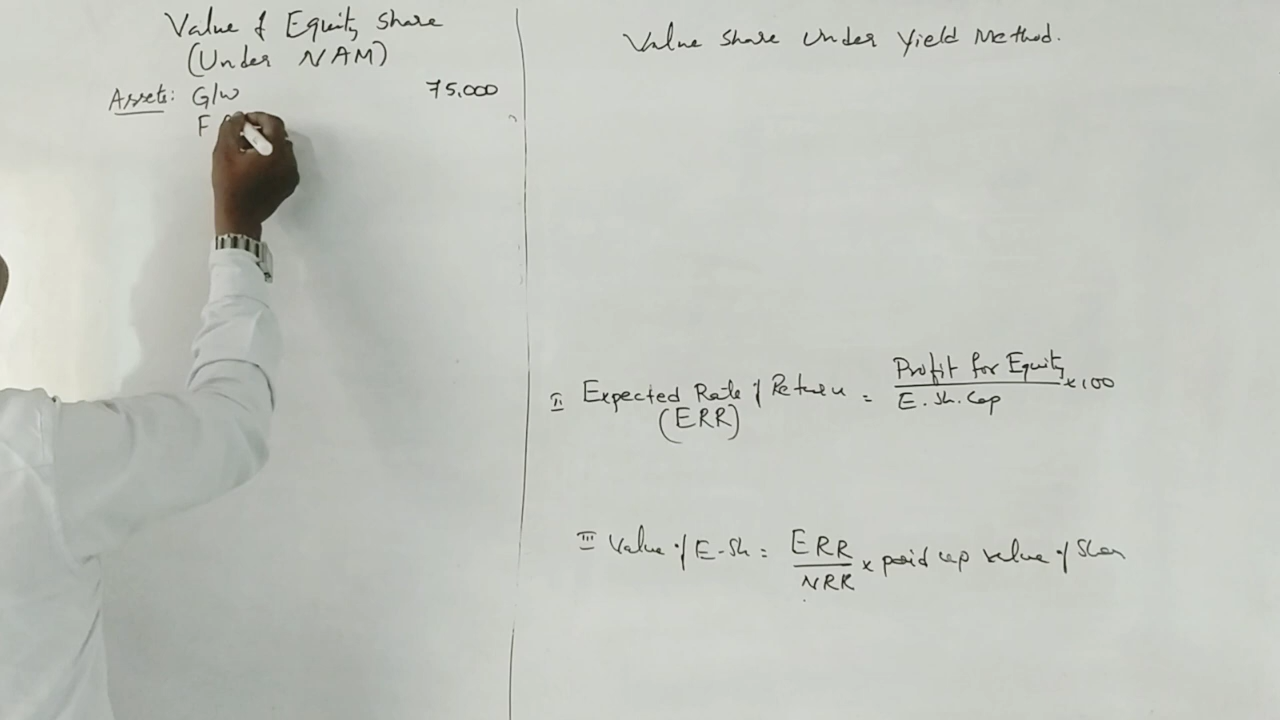 Value of Equity Share
(Under NAM)
Assets: G/w 75,000
F
Value Share Under Yield Method.
II Expected Rate of Return = Profit for Equity / E. Sh. Cap × 100
(ERR)
III Value of E-Sh = ERR / NRR × paid up value of